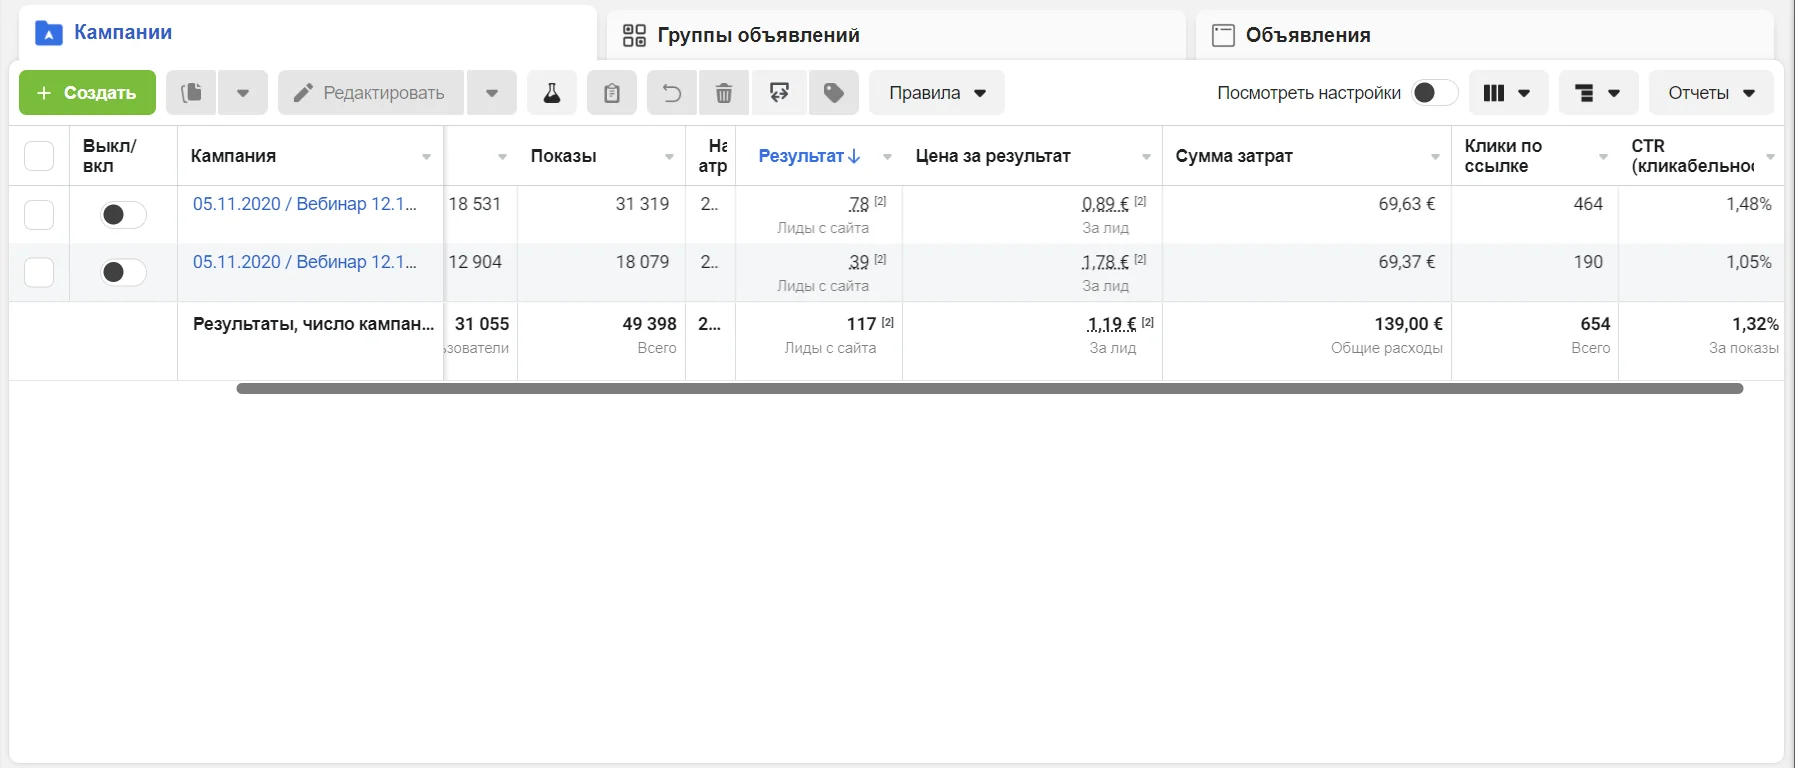 Кампании
Группы объявлений
Объявления
+ Создать
Редактировать
Правила
Посмотреть настройки
Отчеты
Выкл/
вкл
Кампания
Показы
На
атр
Результат↓
Цена за результат
Сумма затрат
Клики по
ссылке
CTR
(кликабельнос
05.11.2020 / Вебинар 12.1...
18 531
31 319
2..
78 [2]
Лиды с сайта
0,89 € [2]
За лид
69,63 €
464
1,48%
05.11.2020 / Вебинар 12.1...
12 904
18 079
2..
39 [2]
Лиды с сайта
1,78 € [2]
За лид
69,37 €
190
1,05%
Результаты, число кампан...
31 055
ьзователи
49 398
Всего
2...
117 [2]
Лиды с сайта
1,19 € [2]
За лид
139,00 €
Общие расходы
654
Всего
1,32%
За показы